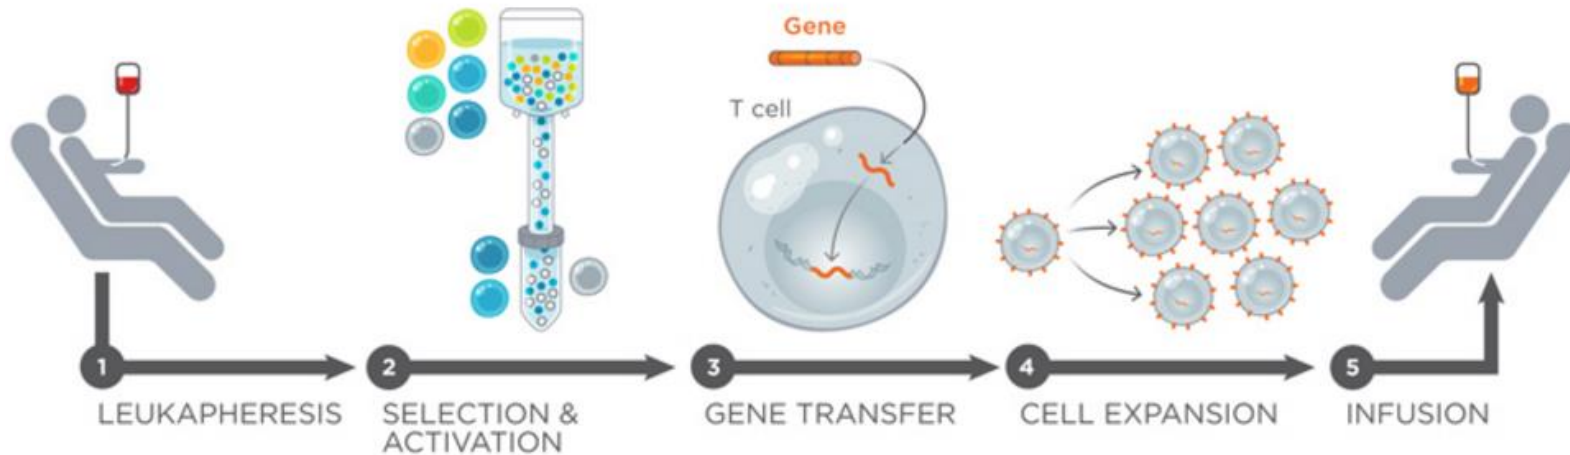 Gene
T cell
1
2
3
4
5
LEUKAPHERESIS
SELECTION &
ACTIVATION
GENE TRANSFER
CELL EXPANSION
INFUSION